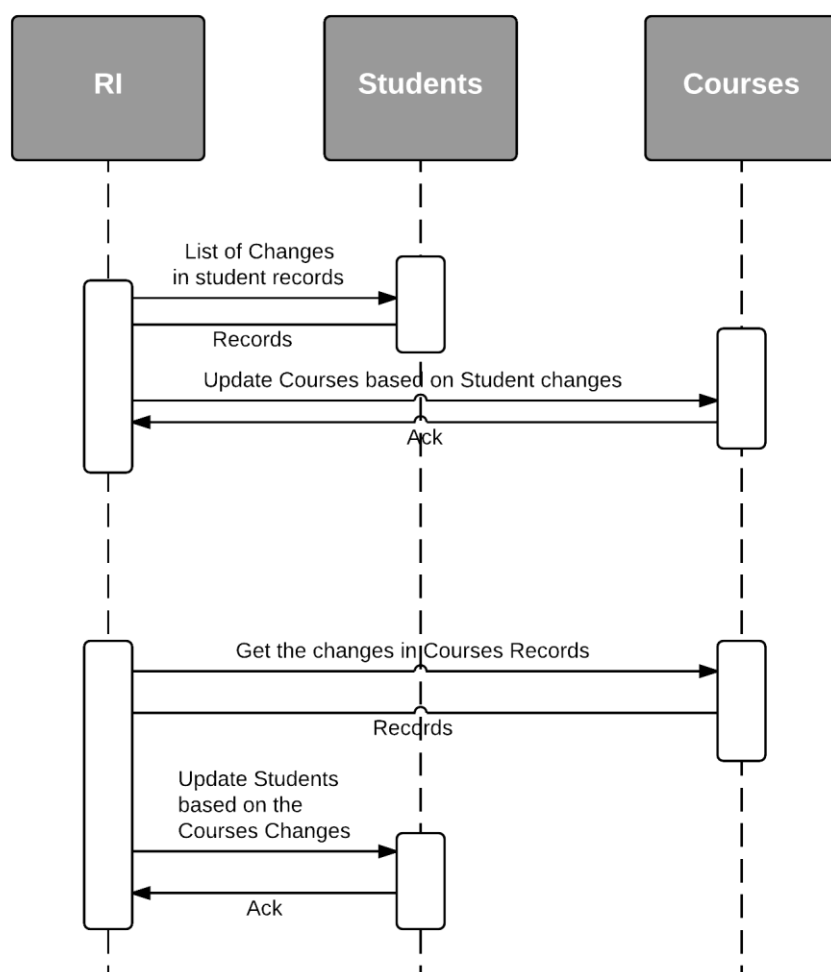 RI
Students
Courses
List of Changes
in student records
Records
Update Courses based on Student changes
Ack
Get the changes in Courses Records
Records
Update Students
based on the
Courses Changes
Ack